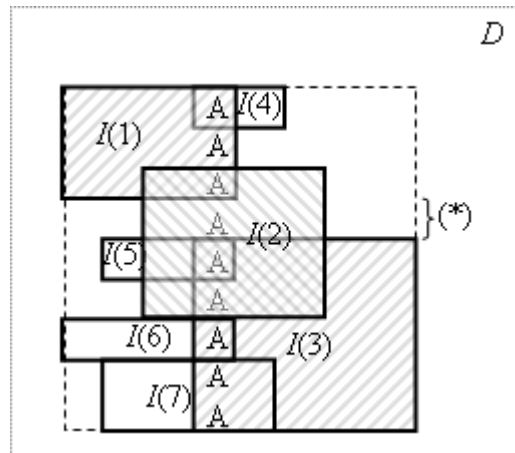 D
A I(4)
I(1)
A
A
A I(2) } (*)
I(5) A
A
I(6) A I(3)
A
I(7)
A